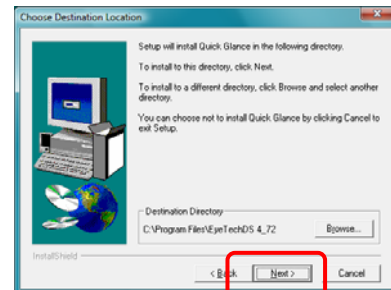 Choose Destination Location
Setup will install Quick Glance in the following directory.
To install to this directory, click Next.
To install to a different directory, click Browse and select another
directory.
You can choose not to install Quick Glance by clicking Cancel to
exit Setup.
Destination Directory
C:\Program Files\EyeTechDS 4_72
Browse...
InstallShield
< Back
Next >
Cancel